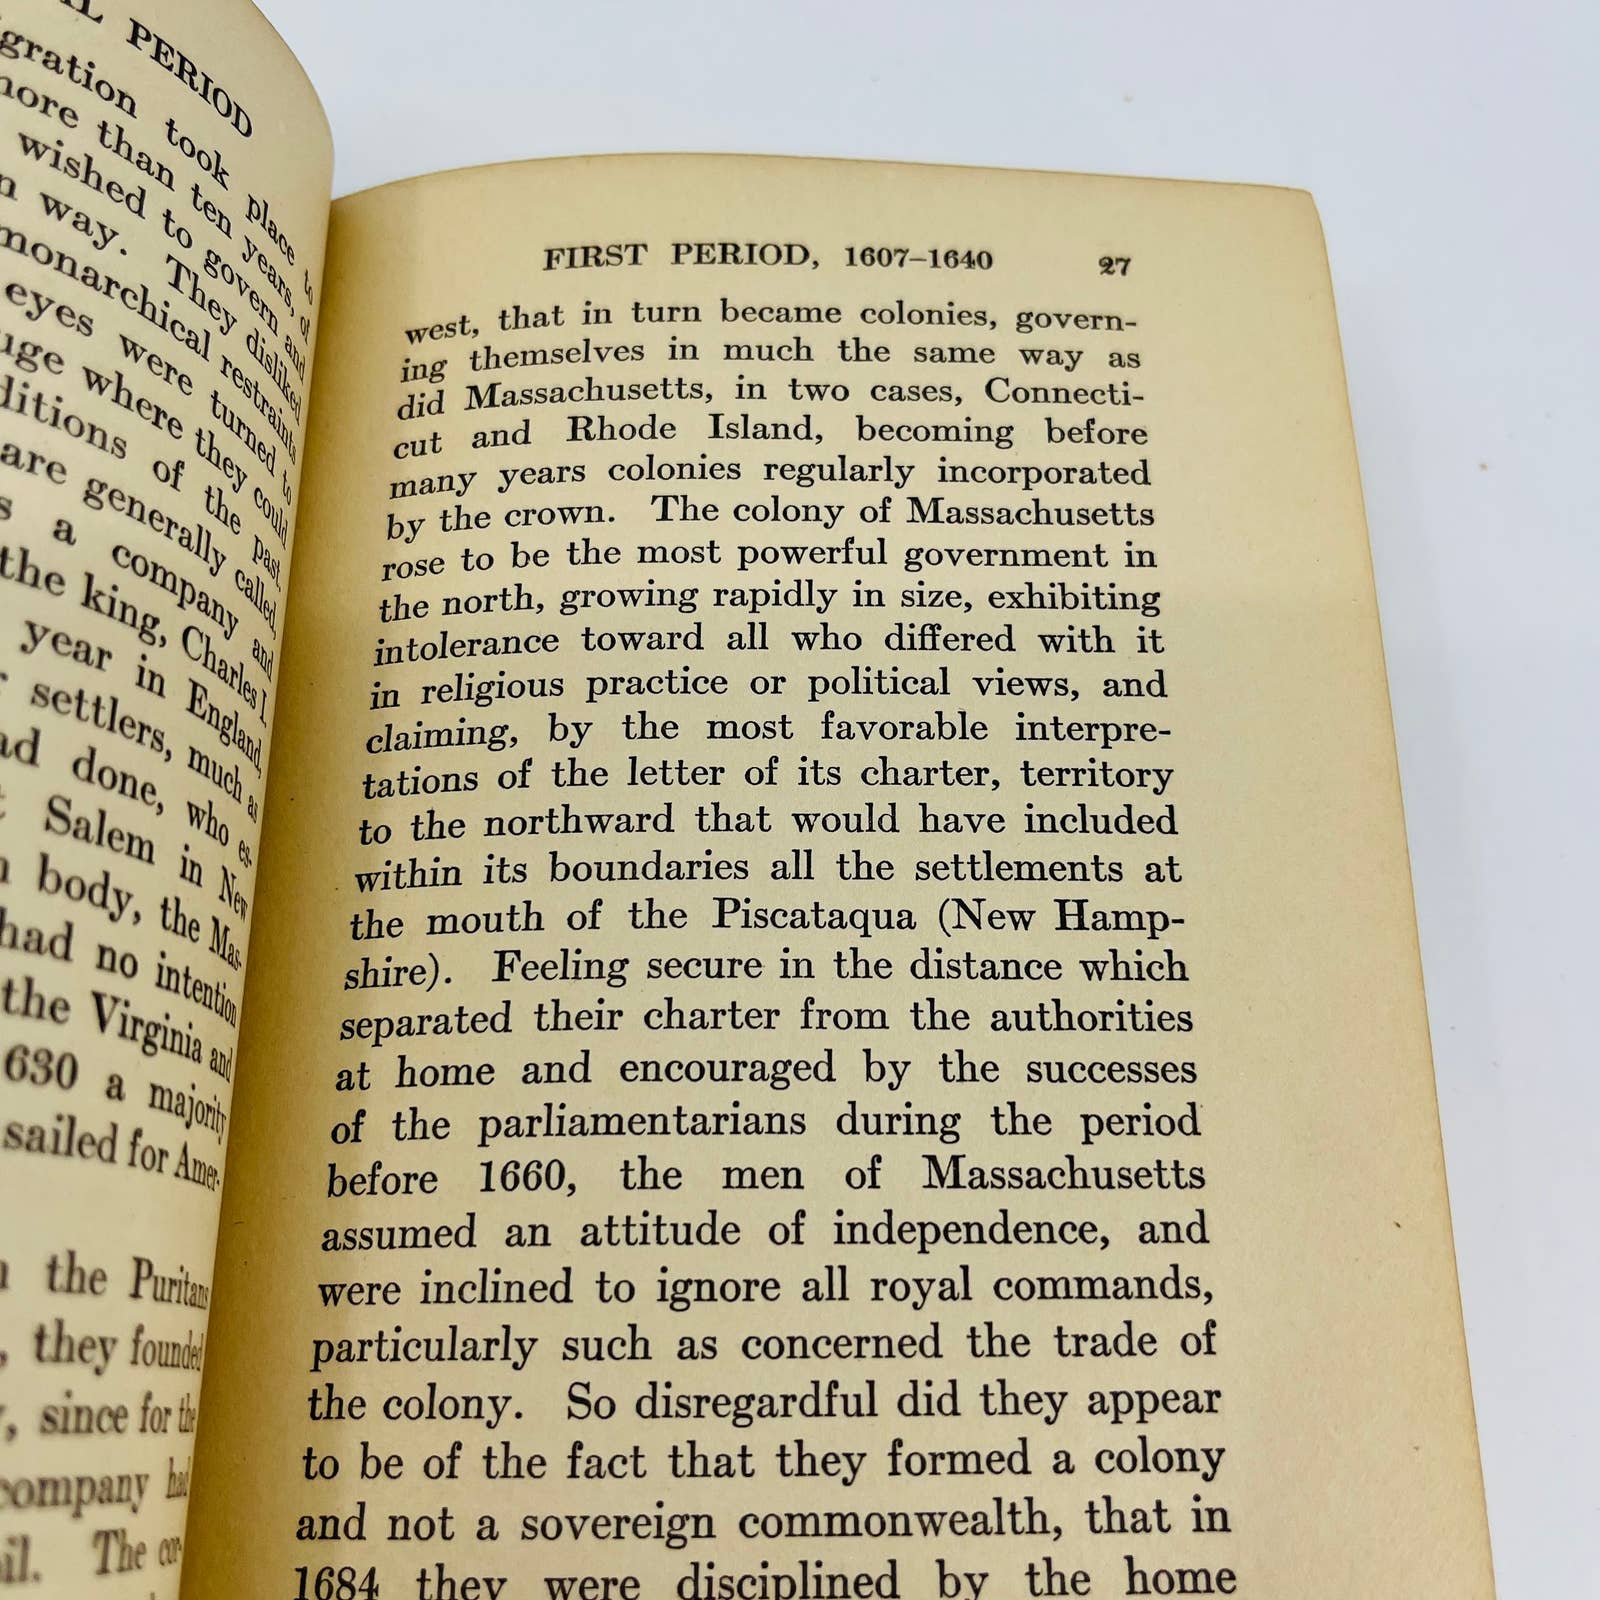 PERIOD
gration took place to
more than ten years, of
wished to govern and
n way. They disliked
monarchical restraints
eyes were turned to
uge where they could
ditions of the past.
are generally called,
s a company and
the king, Charles I,
year in England,
settlers, much as
ad done, who es-
Salem in New
body, the Mas-
had no intention
the Virginia and
630 a majority
sailed for Amer-
the Puritans
, they founded
, since for the
company had
il. The cor-
FIRST PERIOD, 1607–1640 27
west, that in turn became colonies, govern-
ing themselves in much the same way as
did Massachusetts, in two cases, Connecti-
cut and Rhode Island, becoming before
many years colonies regularly incorporated
by the crown. The colony of Massachusetts
rose to be the most powerful government in
the north, growing rapidly in size, exhibiting
intolerance toward all who differed with it
in religious practice or political views, and
claiming, by the most favorable interpre-
tations of the letter of its charter, territory
to the northward that would have included
within its boundaries all the settlements at
the mouth of the Piscataqua (New Hamp-
shire). Feeling secure in the distance which
separated their charter from the authorities
at home and encouraged by the successes
of the parliamentarians during the period
before 1660, the men of Massachusetts
assumed an attitude of independence, and
were inclined to ignore all royal commands,
particularly such as concerned the trade of
the colony. So disregardful did they appear
to be of the fact that they formed a colony
and not a sovereign commonwealth, that in
1684 they were disciplined by the home